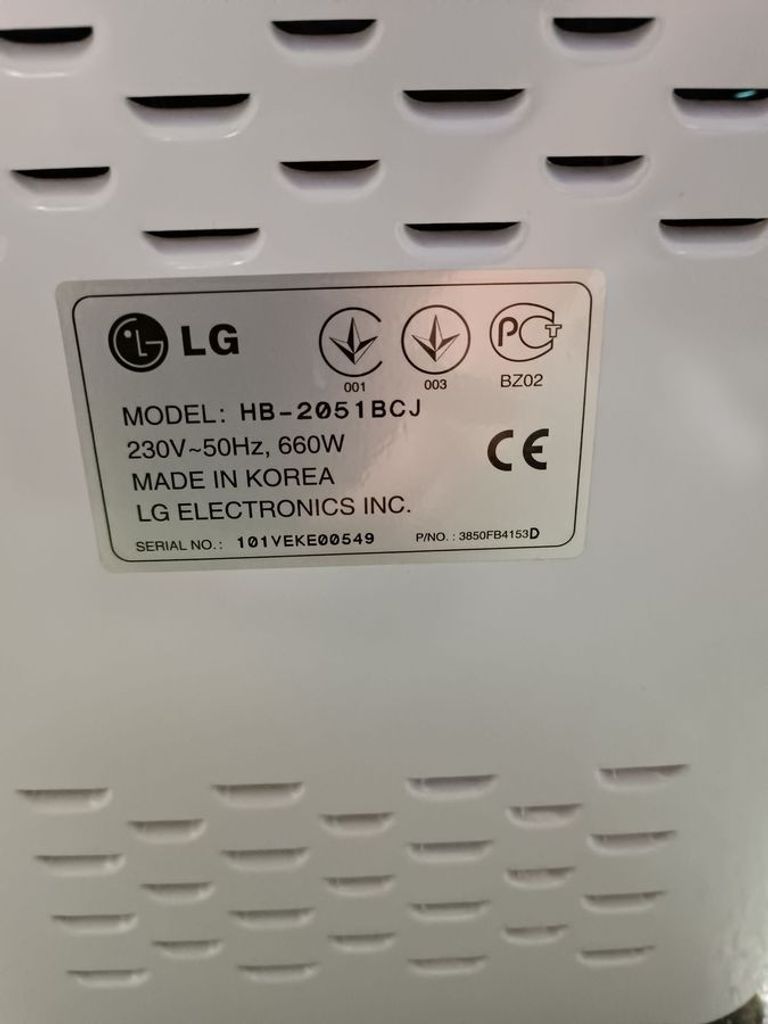 LG
001
003
РСТ
BZ02
MODEL: HB-2051BCJ
230V~50Hz, 660W
CE
MADE IN KOREA
LG ELECTRONICS INC.
SERIAL NO.: 101VEKE00549 P/NO. : 3850FB4153D